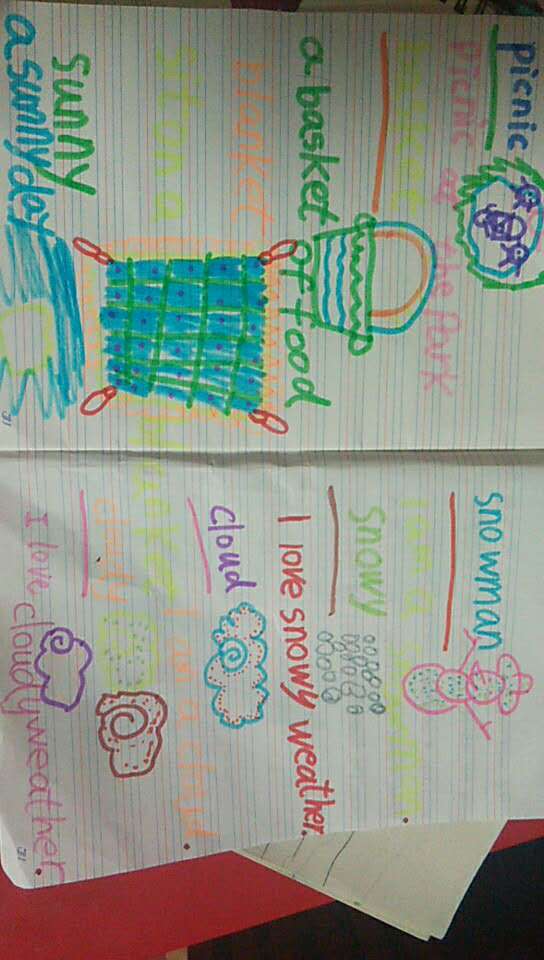 picnic
Picnic at the Park
basket
a basket of food
blanket
sit on a blanket
sunny
a sunny day
snowman
I am a snowman.
snowy
I love snowy weather.
cloud
I am a cloud.
cloudy
I love cloudy weather.